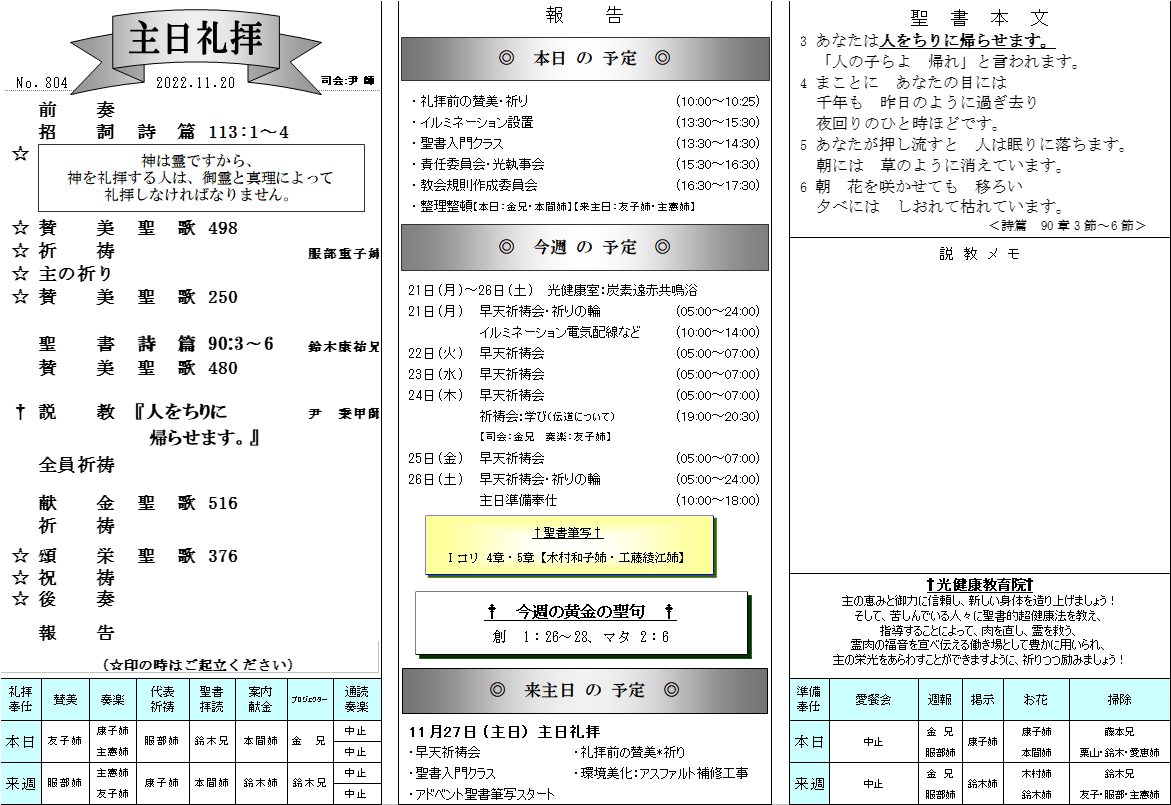 主日礼拝
No. 804 2022.11.20 司会:尹 師
前 奏
招 詞 詩 篇 113:1～4
☆
神は霊ですから、
神を礼拝する人は、御霊と真理によって
礼拝しなければなりません。
☆ 賛 美 聖 歌 498
☆ 祈 祷 服部重子姉
☆ 主の祈り
☆ 賛 美 聖 歌 250
聖 書 詩 篇 90:3～6 鈴木康祐兄
賛 美 聖 歌 480
† 説 教 『人をちりに 尹 秉甲師
帰らせます。』
全員祈祷
献 金 聖 歌 516
祈 祷
☆ 頌 栄 聖 歌 376
☆ 祝 祷
☆ 後 奏
報 告
(☆印の時はご起立ください)
礼拝奉仕 賛美 奏楽 代表祈祷 聖書拝読 案内献金 プロジェクター 通読奏楽
本日 友子姉 康子姉 主恵姉 服部姉 鈴木兄 本間姉 金 兄 中止 中止
来週 服部姉 主恵姉 友子姉 康子姉 本間姉 鈴木姉 鈴木兄 中止 中止
報 告
◎ 本日 の 予定 ◎
・礼拝前の賛美・祈り (10:00～10:25)
・イルミネーション設置 (13:30～15:30)
・聖書入門クラス (13:30～14:30)
・責任委員会・光執事会 (15:30～16:30)
・教会規則作成委員会 (16:30～17:30)
・整理整頓【本日:金兄・本間姉】【来主日:友子姉・主恵姉】
◎ 今週 の 予定 ◎
21日(月)～26日(土) 光健康室:炭素遠赤共鳴浴
21日(月) 早天祈祷会・祈りの輪 (05:00～24:00)
イルミネーション電気配線など (10:00～14:00)
22日(火) 早天祈祷会 (05:00～07:00)
23日(水) 早天祈祷会 (05:00～07:00)
24日(木) 早天祈祷会 (05:00～07:00)
祈祷会:学び(伝道について) (19:00～20:30)
【司会:金兄 奏楽:友子姉】
25日(金) 早天祈祷会 (05:00～07:00)
26日(土) 早天祈祷会・祈りの輪 (05:00～24:00)
主日準備奉仕 (10:00～18:00)
†聖書筆写†
Ⅰコリ 4章・5章【木村和子姉・工藤綾江姉】
† 今週の黄金の聖句 †
創 1:26～28、マタ 2:6
◎ 来主日 の 予定 ◎
11月27日(主日) 主日礼拝
・早天祈祷会 ・礼拝前の賛美*祈り
・聖書入門クラス ・環境美化:アスファルト補修工事
・アドベント聖書筆写スタート
聖 書 本 文
3 あなたは人をちりに帰らせます。
「人の子らよ 帰れ」と言われます。
4 まことに あなたの目には
千年も 昨日のように過ぎ去り
夜回りのひと時ほどです。
5 あなたが押し流すと 人は眠りに落ちます。
朝には 草のように消えています。
6 朝 花を咲かせても 移ろい
夕べには しおれて枯れています。
＜詩篇 90章3節～6節＞
説 教 メ モ
†光健康教育院†
主の恵みと御力に信頼し、新しい身体を造り上げましょう！
そして、苦しんでいる人々に聖書的超健康法を教え、
指導することによって、肉を直し、霊を救う、
霊肉の福音を宣べ伝える働き場として豊かに用いられ、
主の栄光をあらわすことができますように、祈りつつ励みましょう！
準備奉仕 愛餐会 週報 掲示 お花 掃除
本日 中止 金 兄 服部姉 康子姉 康子姉 本間姉 藤本兄 栗山・鈴木・愛恵姉
来週 中止 金 兄 服部姉 鈴木姉 木村姉 鈴木姉 鈴木兄 友子・服部・主恵姉